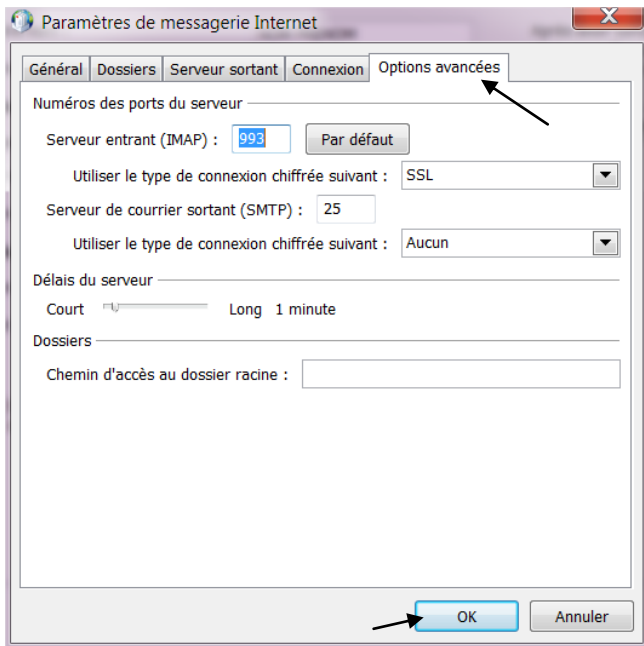 Paramètres de messagerie Internet
Général Dossiers Serveur sortant Connexion Options avancées
Numéros des ports du serveur
Serveur entrant (IMAP) : 993 Par défaut
Utiliser le type de connexion chiffrée suivant : SSL
Serveur de courrier sortant (SMTP) : 25
Utiliser le type de connexion chiffrée suivant : Aucun
Délais du serveur
Court Long 1 minute
Dossiers
Chemin d'accès au dossier racine :
OK Annuler